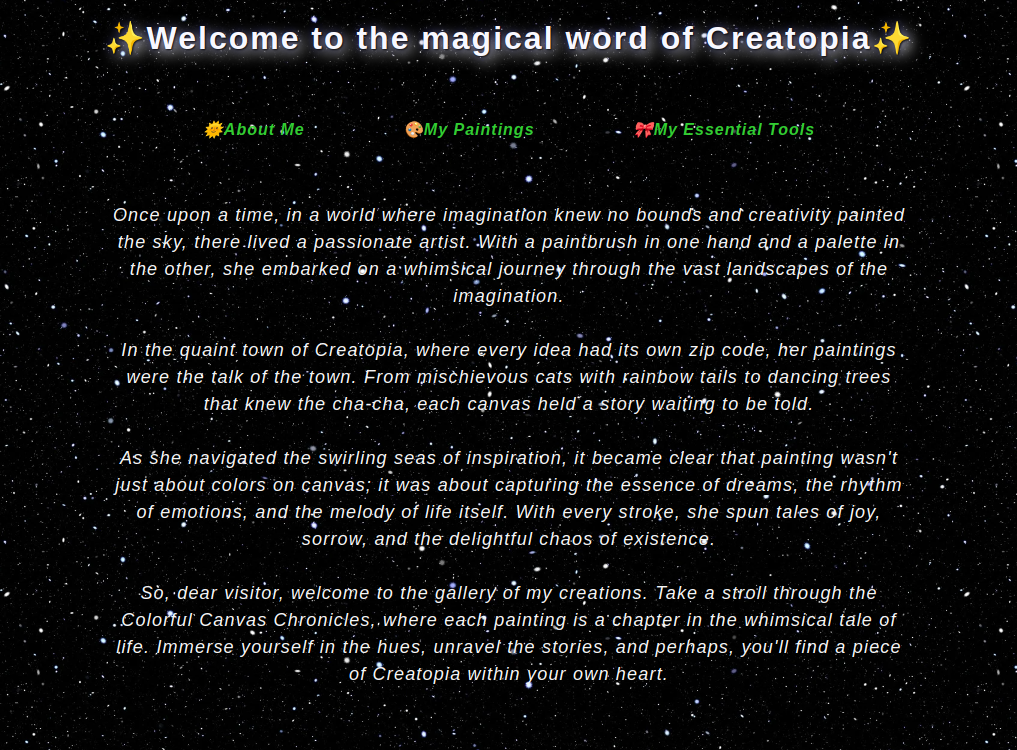 ✨Welcome to the magical word of Creatopia✨
🌞About Me 🎨My Paintings 🎀My Essential Tools
Once upon a time, in a world where imagination knew no bounds and creativity painted
the sky, there lived a passionate artist. With a paintbrush in one hand and a palette in
the other, she embarked on a whimsical journey through the vast landscapes of the
imagination.
In the quaint town of Creatopia, where every idea had its own zip code, her paintings
were the talk of the town. From mischievous cats with rainbow tails to dancing trees
that knew the cha-cha, each canvas held a story waiting to be told.
As she navigated the swirling seas of inspiration, it became clear that painting wasn't
just about colors on canvas; it was about capturing the essence of dreams, the rhythm
of emotions, and the melody of life itself. With every stroke, she spun tales of joy,
sorrow, and the delightful chaos of existence.
So, dear visitor, welcome to the gallery of my creations. Take a stroll through the
Colorful Canvas Chronicles, where each painting is a chapter in the whimsical tale of
life. Immerse yourself in the hues, unravel the stories, and perhaps, you'll find a piece
of Creatopia within your own heart.